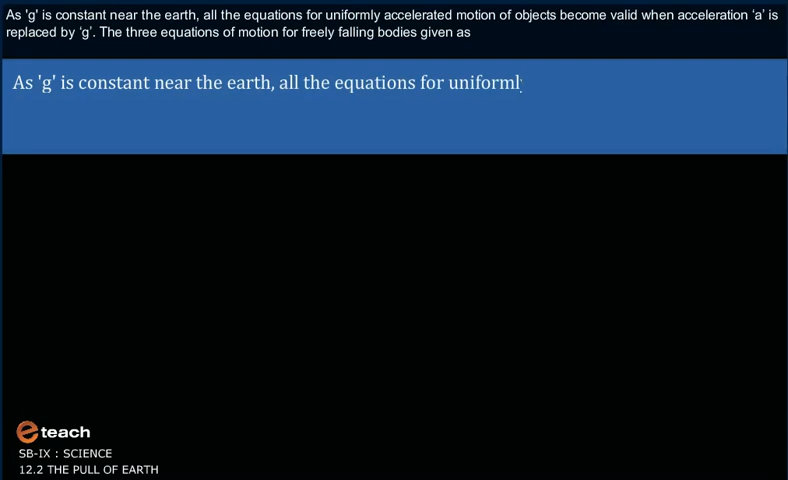 As 'g' is constant near the earth, all the equations for uniformly accelerated motion of objects become valid when acceleration ‘a’ is
replaced by ‘g’. The three equations of motion for freely falling bodies given as
As 'g' is constant near the earth, all the equations for uniforml
e teach
SB-IX : SCIENCE
12.2 THE PULL OF EARTH